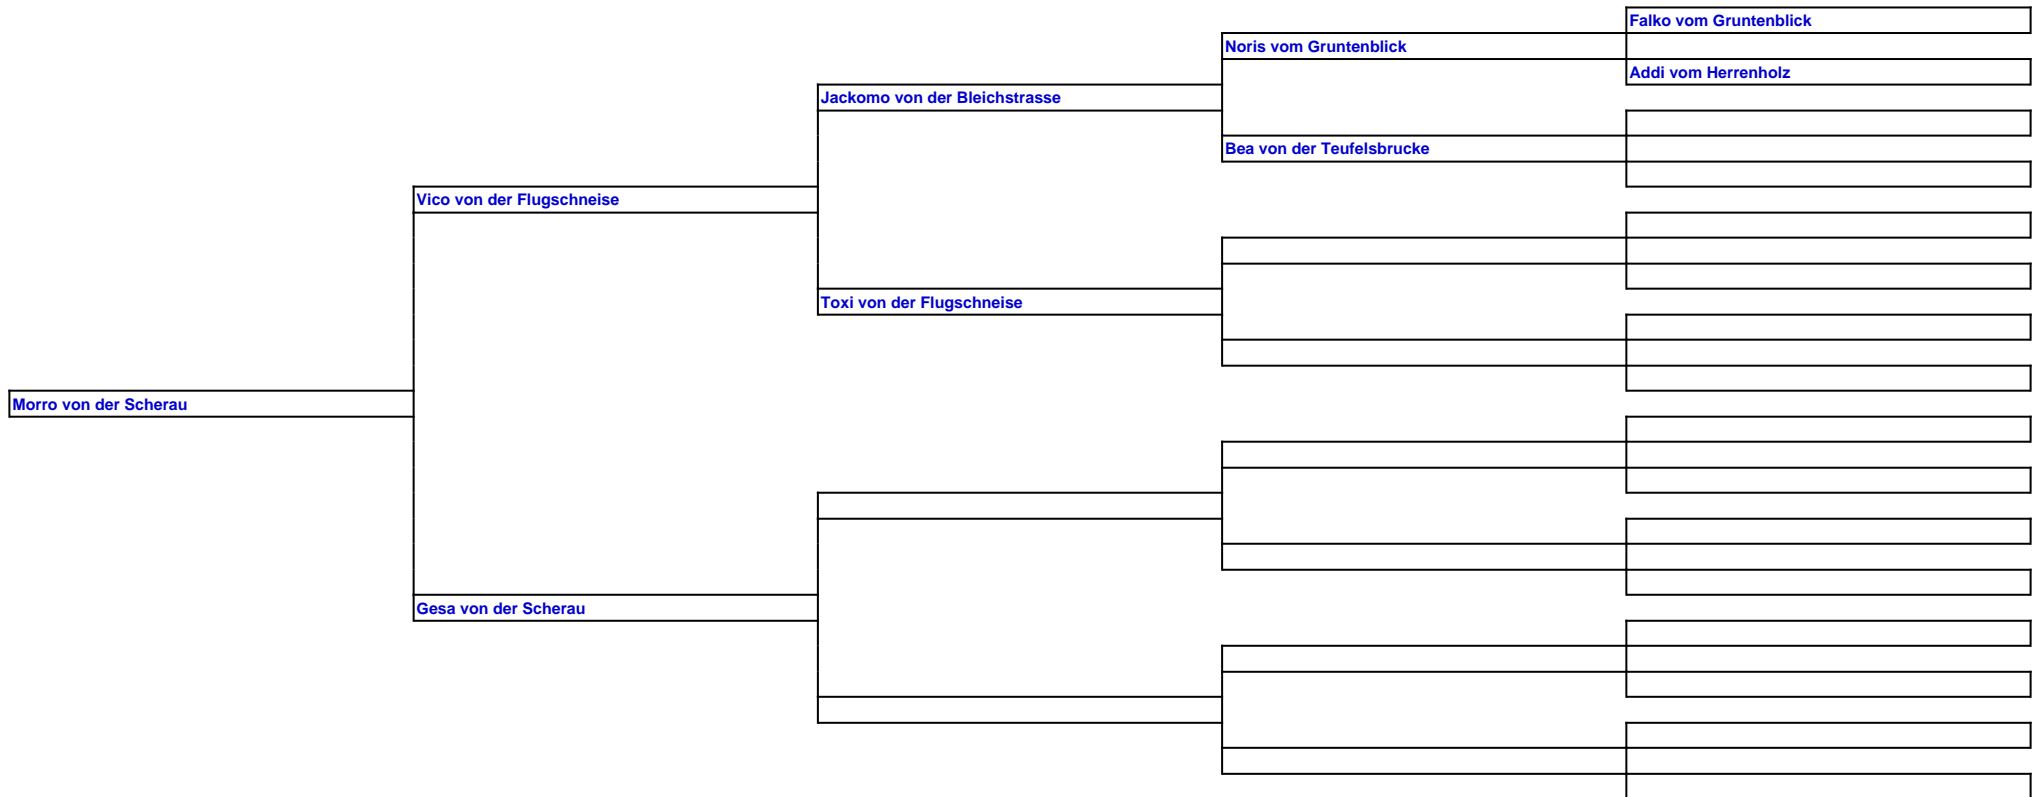 Falko vom Gruntenblick
Noris vom Gruntenblick
Addi vom Herrenholz
Jackomo von der Bleichstrasse
Bea von der Teufelsbrucke
Vico von der Flugschneise
Toxi von der Flugschneise
Morro von der Scherau
Gesa von der Scherau